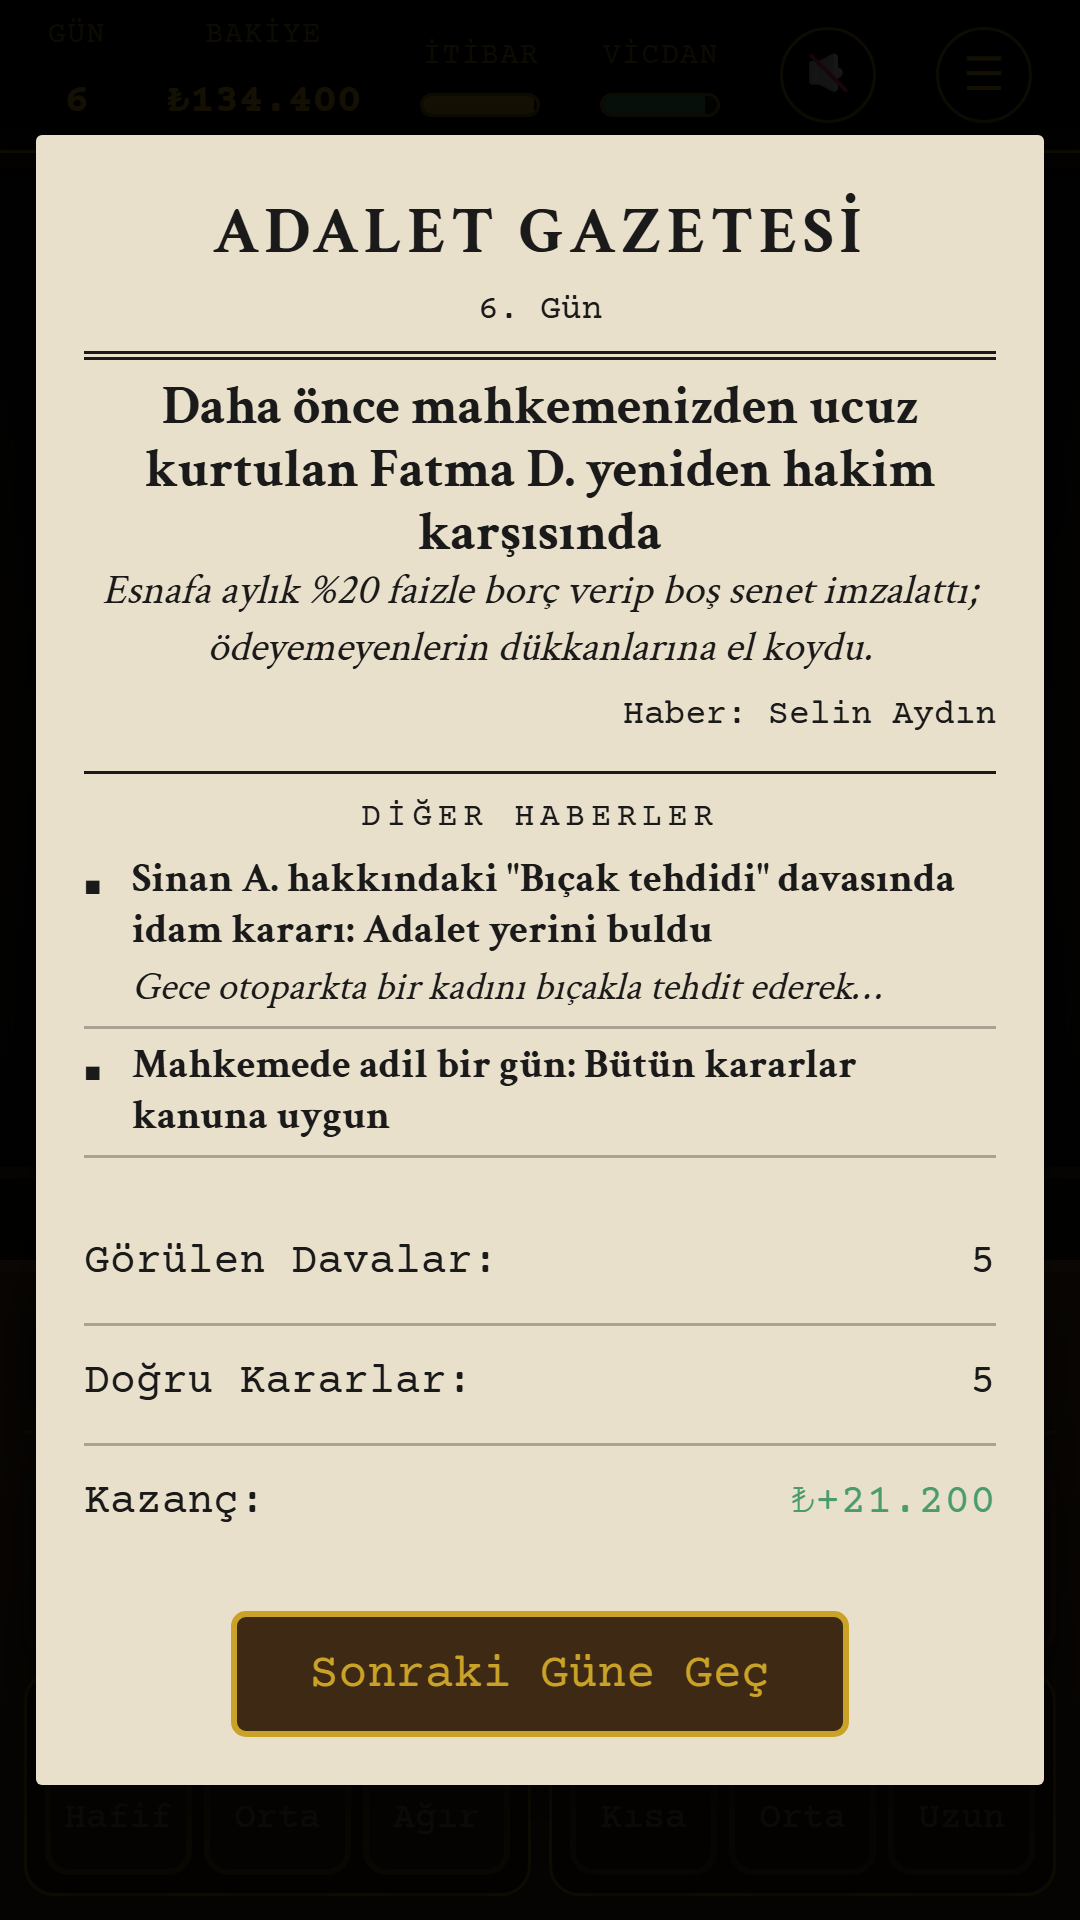 GÜN
BAKİYE
İTİBAR
VİCDAN
6
₺134.400
ADALET GAZETESİ
6. Gün
Daha önce mahkemenizden ucuz
kurtulan Fatma D. yeniden hakim
karşısında
Esnafa aylık %20 faizle borç verip boş senet imzalattı;
ödeyemeyenlerin dükkanlarına el koydu.
Haber: Selin Aydın
DİĞER HABERLER
▪ Sinan A. hakkındaki "Bıçak tehdidi" davasında
idam kararı: Adalet yerini buldu
Gece otoparkta bir kadını bıçakla tehdit ederek...
▪ Mahkemede adil bir gün: Bütün kararlar
kanuna uygun
Görülen Davalar: 5
Doğru Kararlar: 5
Kazanç: ₺+21.200
Sonraki Güne Geç
Hafif Orta Ağır Kısa Orta Uzun